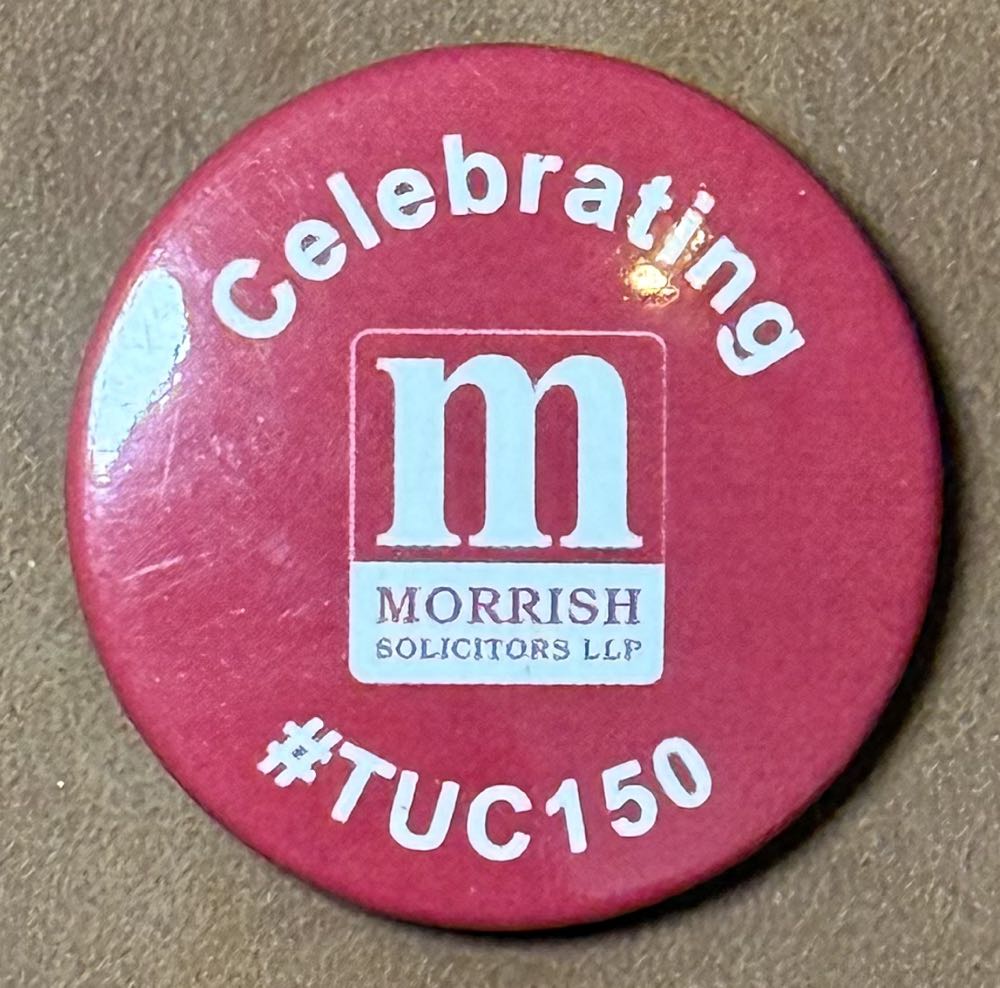 Celebrating
m
MORRISH
SOLICITORS LLP
#TUC150